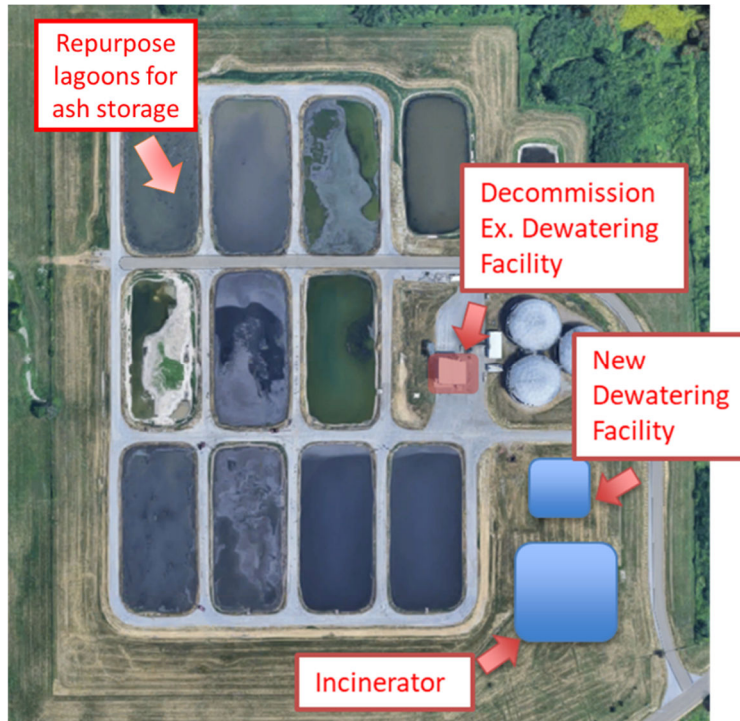 Repurpose
lagoons for
ash storage
Decommission
Ex. Dewatering
Facility
New
Dewatering
Facility
Incinerator